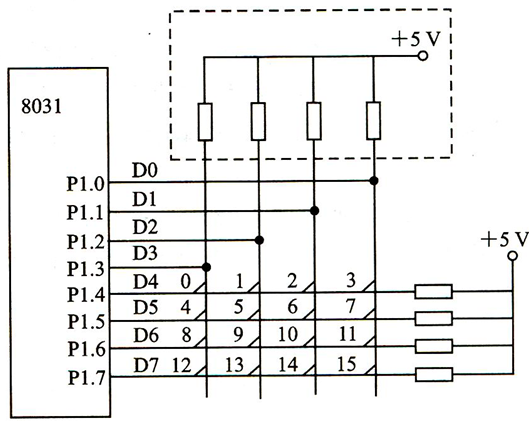 +5 V
8031
P1.0 D0
P1.1 D1
P1.2 D2
P1.3 D3
+5 V
P1.4 D4 0 1 2 3
P1.5 D5 4 5 6 7
P1.6 D6 8 9 10 11
P1.7 D7 12 13 14 15